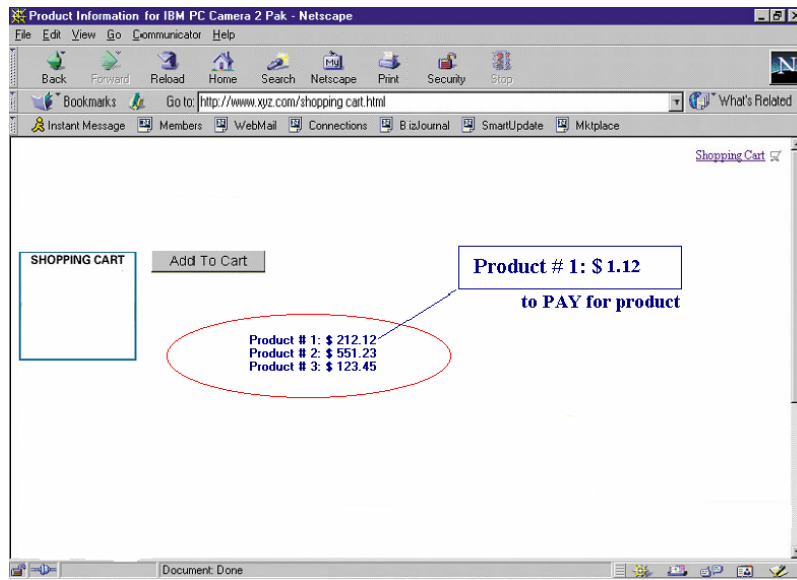 Product Information for IBM PC Camera 2 Pak - Netscape
File Edit View Go Communicator Help
Back Forward Reload Home Search My Netscape Print Security Stop
N
Bookmarks Go to: http://www.xyz.com/shopping cart.html What's Related
Instant Message Members WebMail Connections BizJournal SmartUpdate Mktplace
Shopping Cart
SHOPPING CART
Add To Cart
Product # 1: $ 1.12
to PAY for product
Product # 1: $ 212.12
Product # 2: $ 551.23
Product # 3: $ 123.45
Document: Done